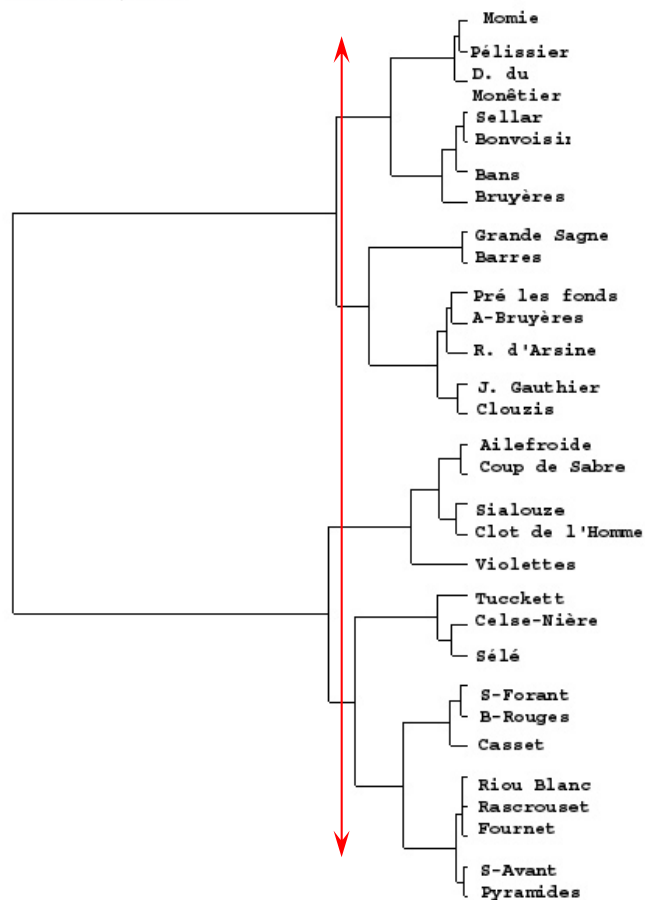 Momie
Pélissier
D. du
Monêtier
Sellar
Bonvoisin
Bans
Bruyères
Grande Sagne
Barres
Pré les fonds
A-Bruyères
R. d'Arsine
J. Gauthier
Clouzis
Ailefroide
Coup de Sabre
Sialouze
Clot de l'Homme
Violettes
Tucckett
Celse-Nière
Sélé
S-Forant
B-Rouges
Casset
Riou Blanc
Rascrouset
Fournet
S-Avant
Pyramides